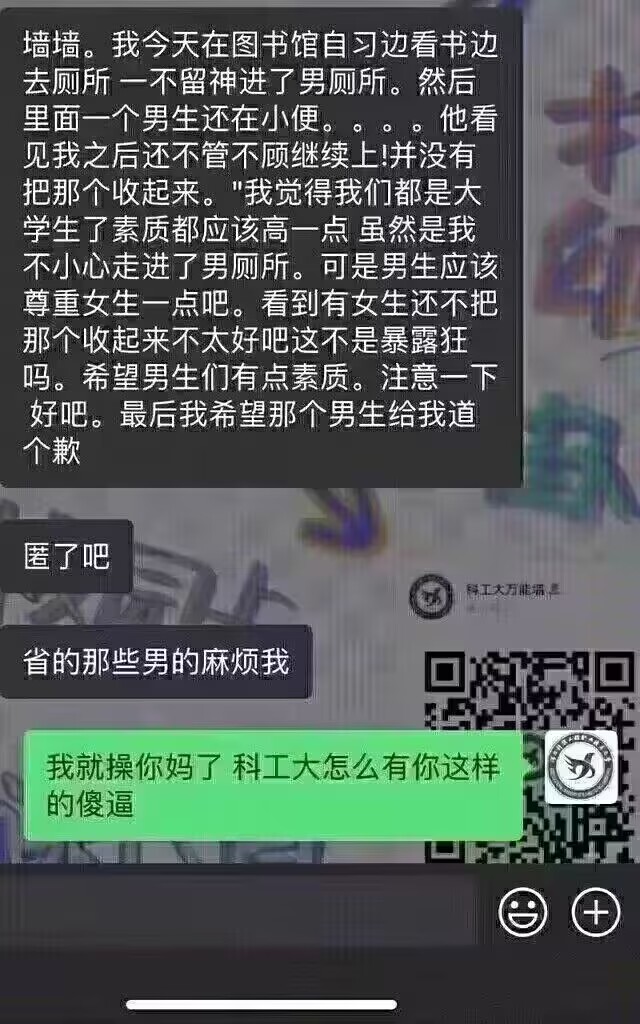 墙墙。我今天在图书馆自习边看书边
去厕所 一不留神进了男厕所。然后
里面一个男生还在小便。。。。他看
见我之后还不管不顾继续上!并没有
把那个收起来。"我觉得我们都是大
学生了素质都应该高一点 虽然是我
不小心走进了男厕所。可是男生应该
尊重女生一点吧。看到有女生还不把
那个收起来不太好吧这不是暴露狂
吗。希望男生们有点素质。注意一下
好吧。最后我希望那个男生给我道
个歉
匿了吧
科工大万能墙
省的那些男的麻烦我
我就操你妈了 科工大怎么有你这样
的傻逼